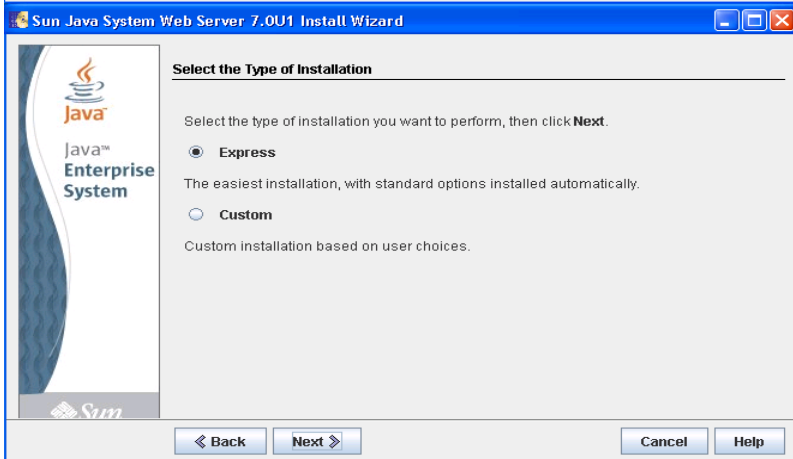 Sun Java System Web Server 7.0U1 Install Wizard
Java™
Java™
Enterprise
System
Sun
Select the Type of Installation
Select the type of installation you want to perform, then click Next.
Express
The easiest installation, with standard options installed automatically.
Custom
Custom installation based on user choices.
Back Next Cancel Help